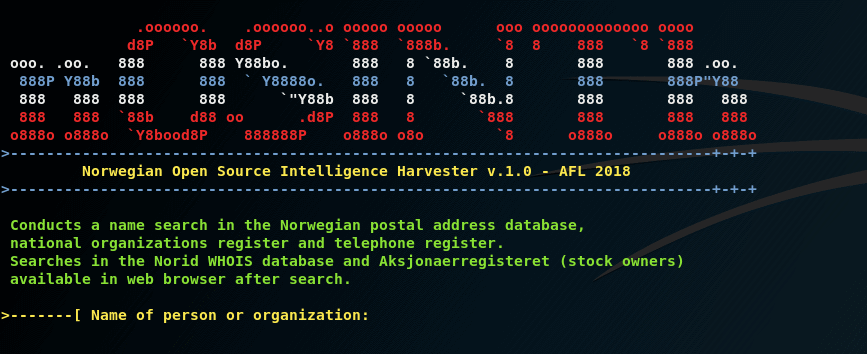 .oooooo.    .oooooo..o ooooo ooooo      ooo ooooooooooooo oooo
              d8P   `Y8b  d8P     `Y8 `888  `888b.     `8  8    888   `8 `888
 ooo. .oo.   888      888 Y88bo.       888   8 `88b.    8       888       888 .oo.
  888P Y88b  888      888  ` Y8888o.   888   8   `88b.  8       888       888P"Y88
  888   888  888      888      `"Y88b  888   8     `88b.8       888       888   888
  888   888  `88b    d88 oo      .d8P  888   8       `888       888       888   888
 o888o o888o  `Y8bood8P    888888P    o888o o8o        `8      o888o     o888o o888o
>------------------------------------------------------------------------------+-+-+
Norwegian Open Source Intelligence Harvester v.1.0 - AFL 2018
>------------------------------------------------------------------------------+-+-+
Conducts a name search in the Norwegian postal address database,
national organizations register and telephone register.
Searches in the Norid WHOIS database and Aksjonaerregisteret (stock owners)
available in web browser after search.
>-------[ Name of person or organization: